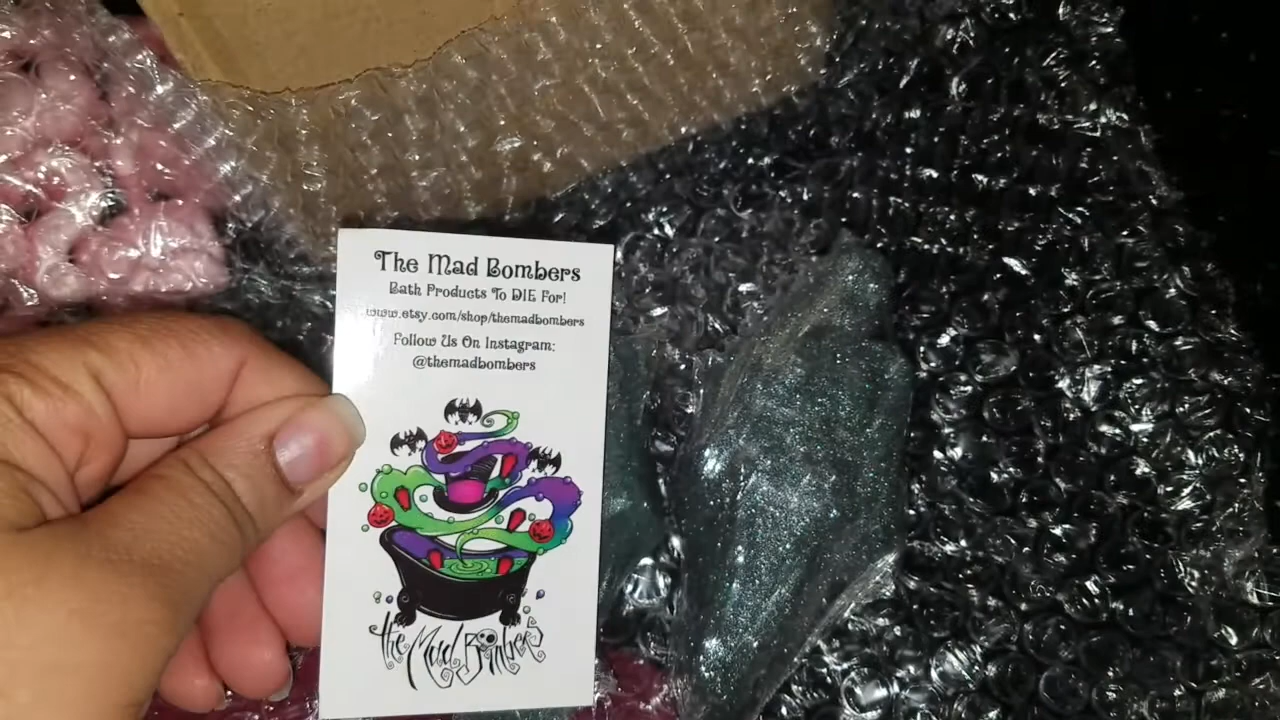 The Mad Bombers
Bath Products To DIE For!
www.etsy.com/shop/themadbombers
Follow Us On Instagram:
@themadbombers
the Mad Bombers